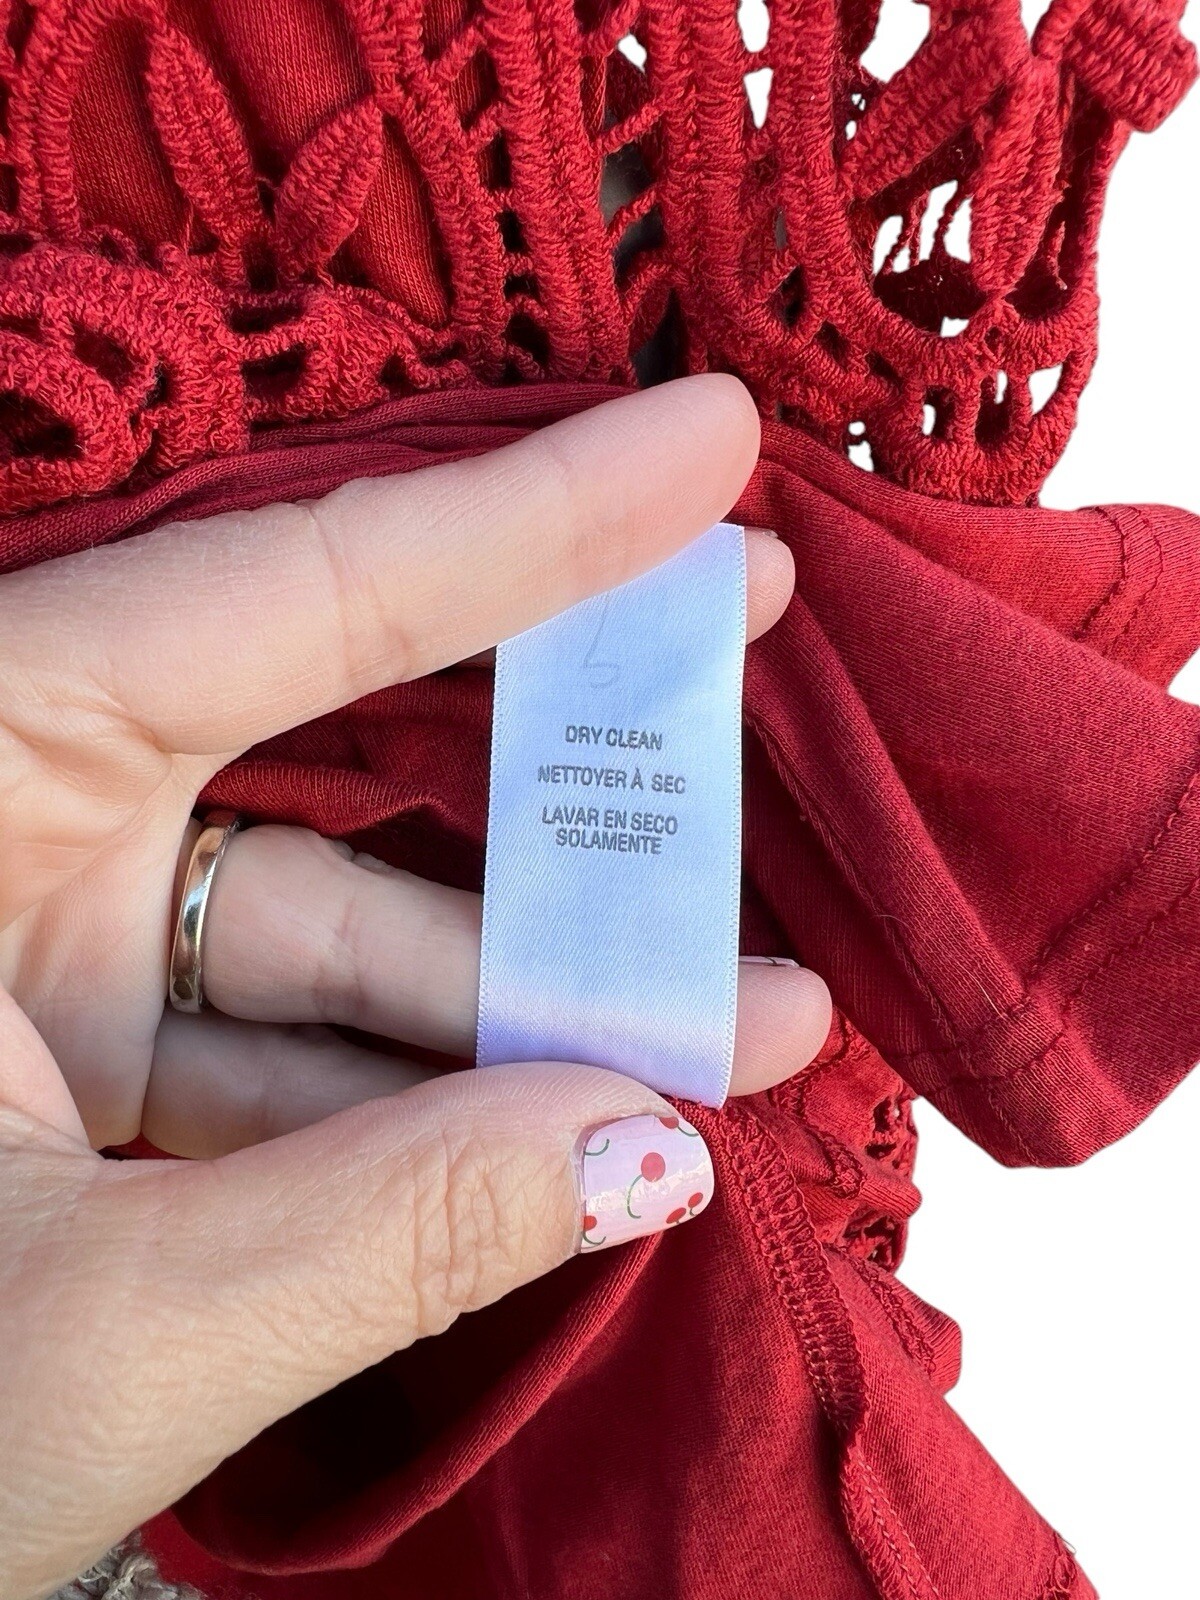 DRY CLEAN
NETTOYER À SEC
LAVAR EN SECO
SOLAMENTE